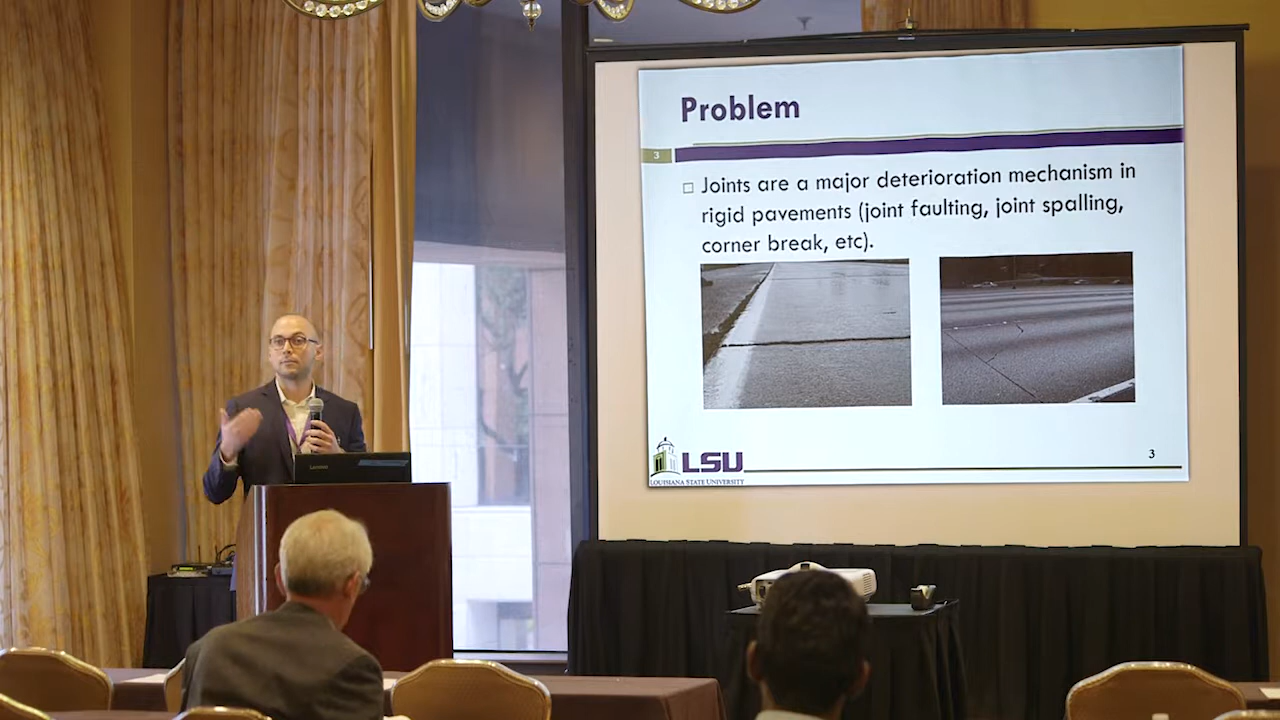 Problem
3
□ Joints are a major deterioration mechanism in
rigid pavements (joint faulting, joint spalling,
corner break, etc).
LSU
LOUISIANA STATE UNIVERSITY
3
Lenovo